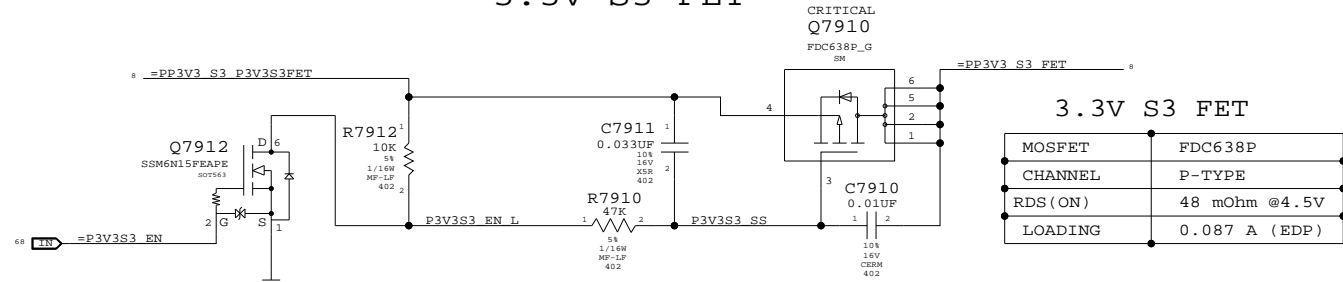 3.3V S3 FET
CRITICAL
Q7910
FDC638P_G
SM
8 =PP3V3_S3_P3V3S3FET
=PP3V3_S3_FET 8
4
6
5
2
1
3
Q7912
SSM6N15FEAPE
SOT563
D 6
2 G S 1
R7912 1
10K
5%
1/16W
MF-LF
402 2
C7911 1
0.033UF
10%
16V
X5R
402 2
R7910
47K
1 2
5%
1/16W
MF-LF
402
C7910
0.01UF
1 2
10%
16V
CERM
402
P3V3S3_EN_L
P3V3S3_SS
68 IN =P3V3S3_EN
3.3V S3 FET
MOSFET FDC638P
CHANNEL P-TYPE
RDS(ON) 48 mOhm @4.5V
LOADING 0.087 A (EDP)